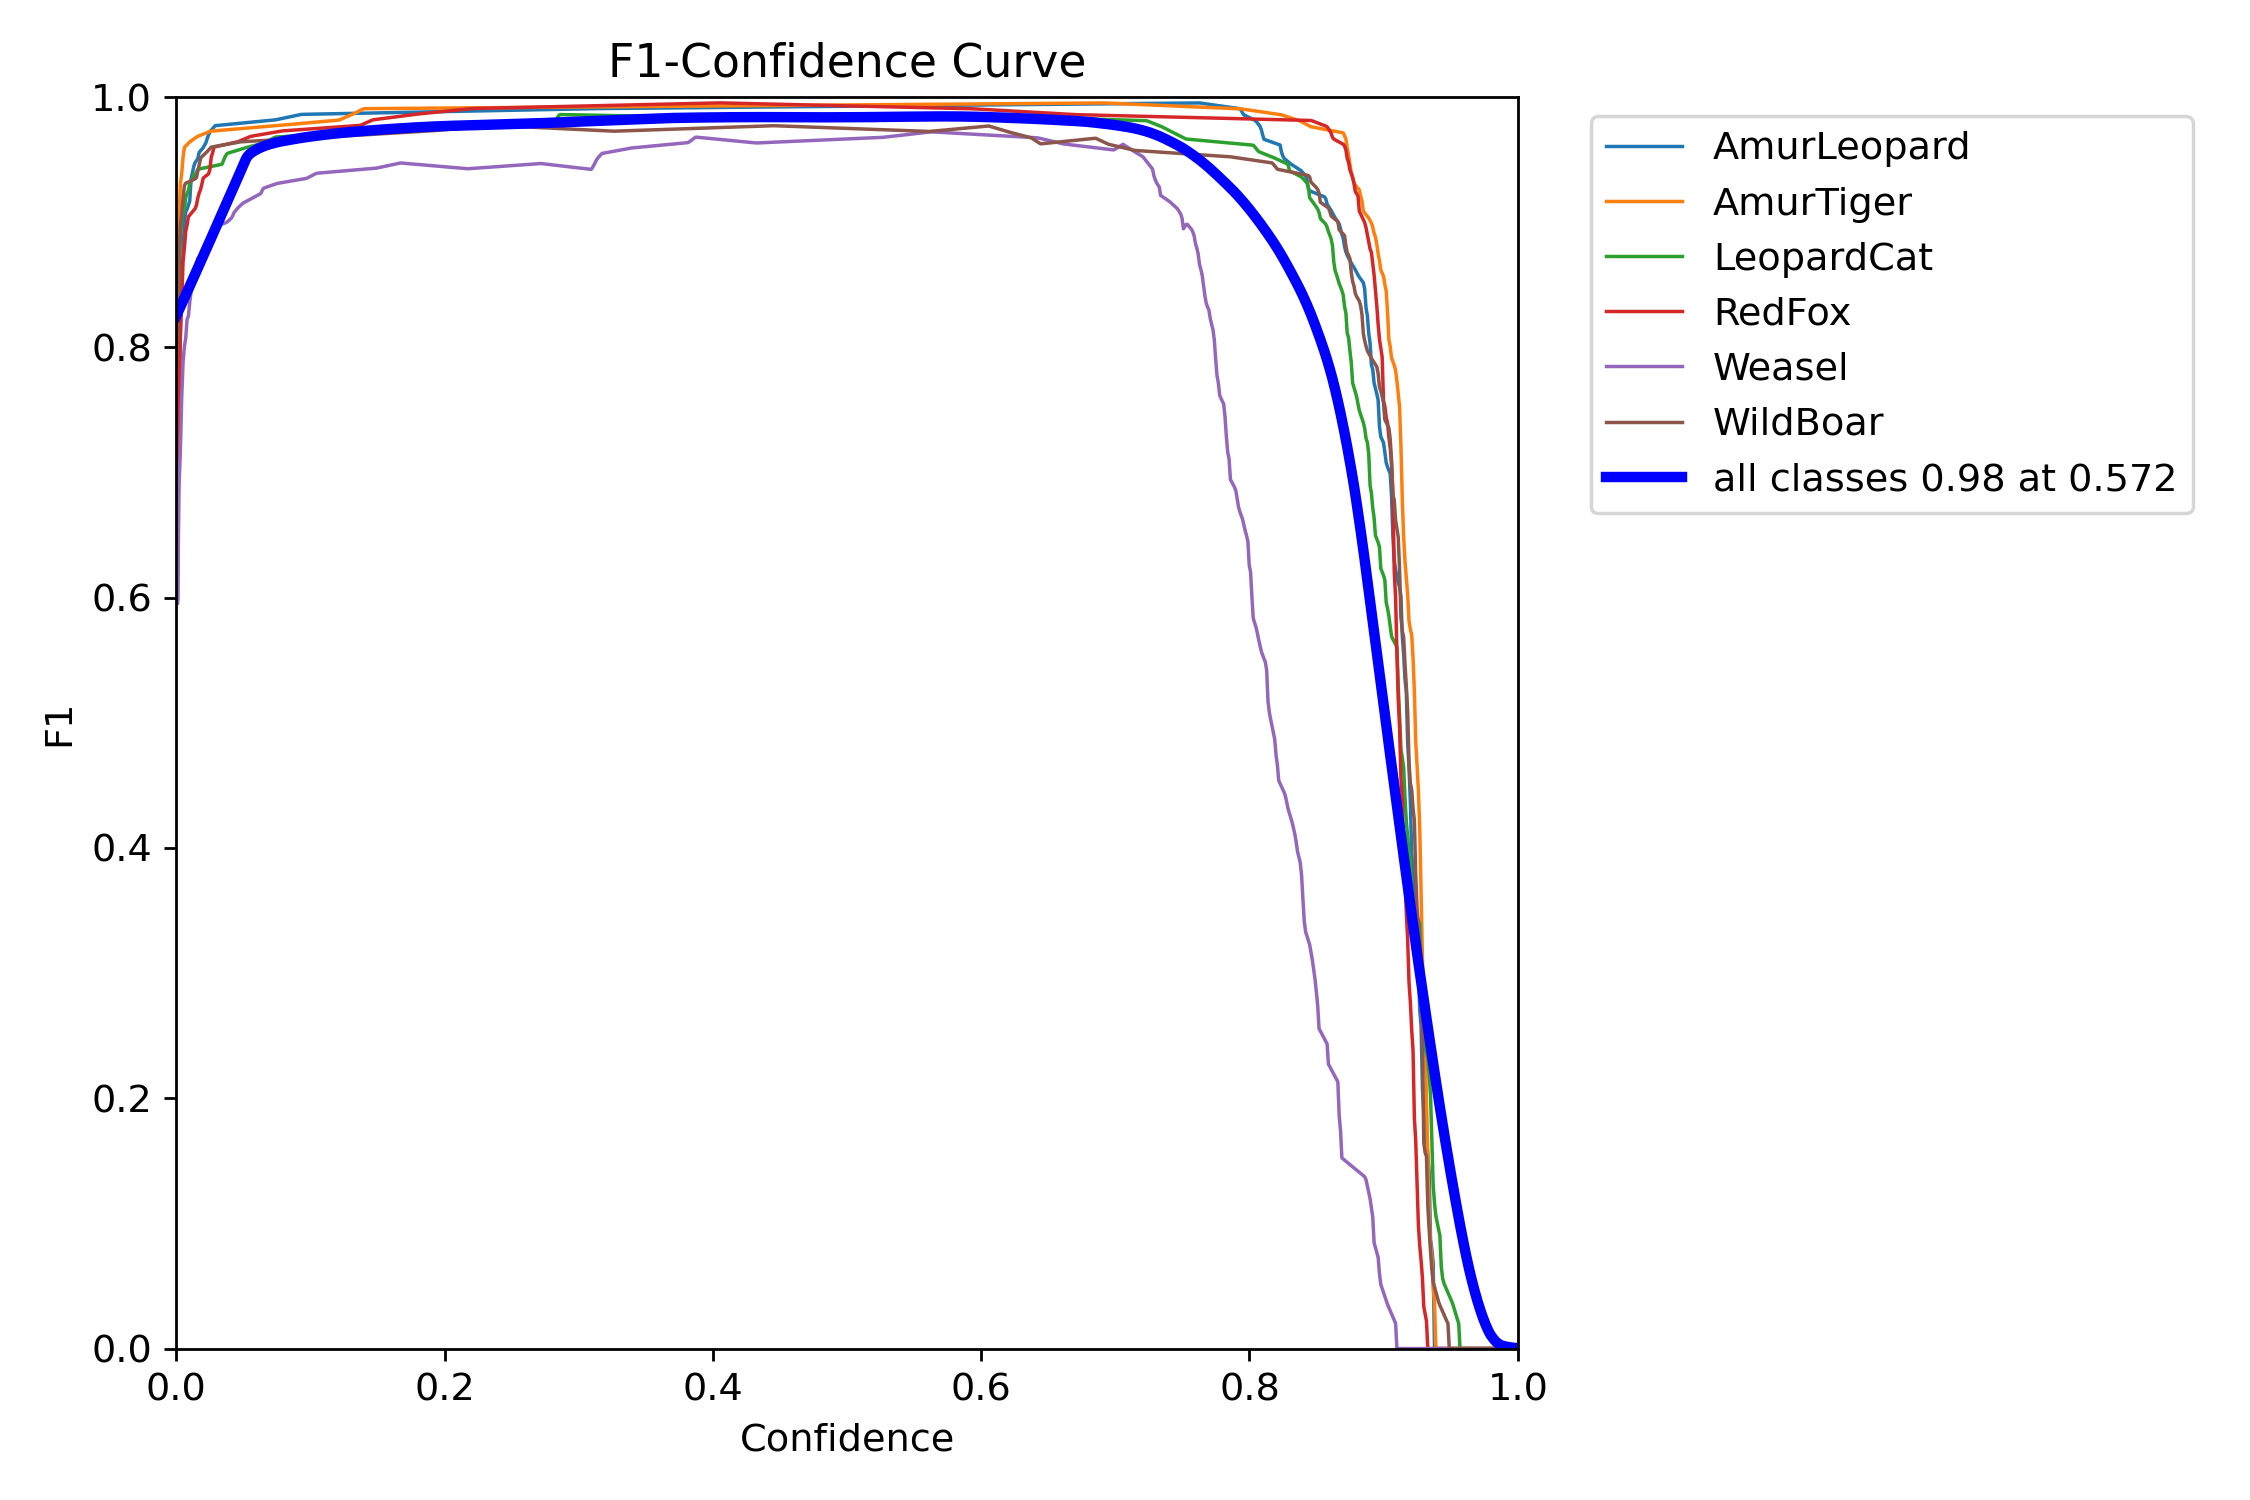 F1-Confidence Curve
1.0
0.8
0.6
0.4
0.2
0.0
F1
0.0 0.2 0.4 0.6 0.8 1.0
Confidence
AmurLeopard
AmurTiger
LeopardCat
RedFox
Weasel
WildBoar
all classes 0.98 at 0.572